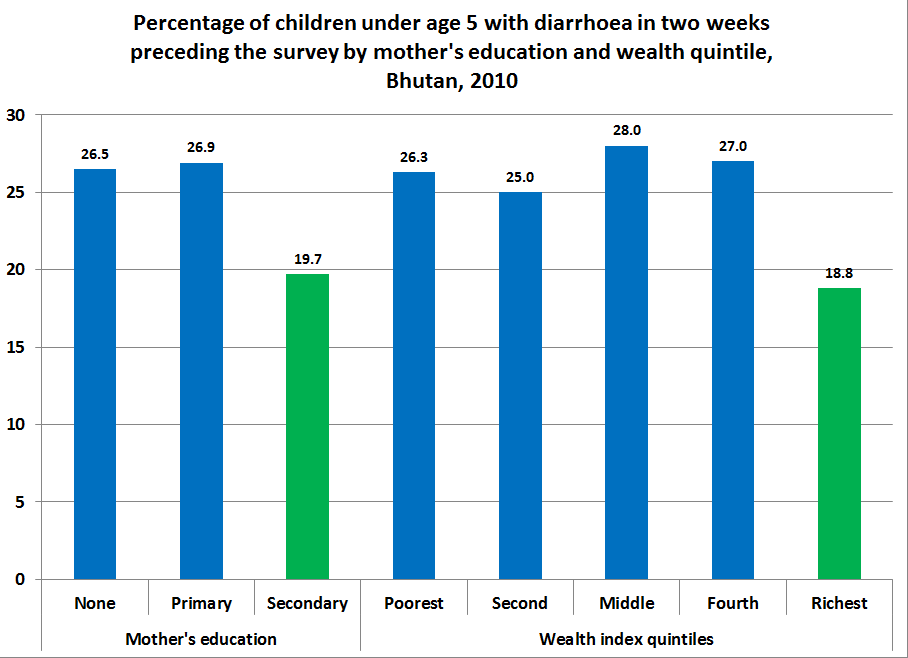 Percentage of children under age 5 with diarrhoea in two weeks
preceding the survey by mother's education and wealth quintile,
Bhutan, 2010
30
25
20
15
10
5
0
26.5
26.9
19.7
26.3
25.0
28.0
27.0
18.8
None
Primary
Secondary
Poorest
Second
Middle
Fourth
Richest
Mother's education
Wealth index quintiles